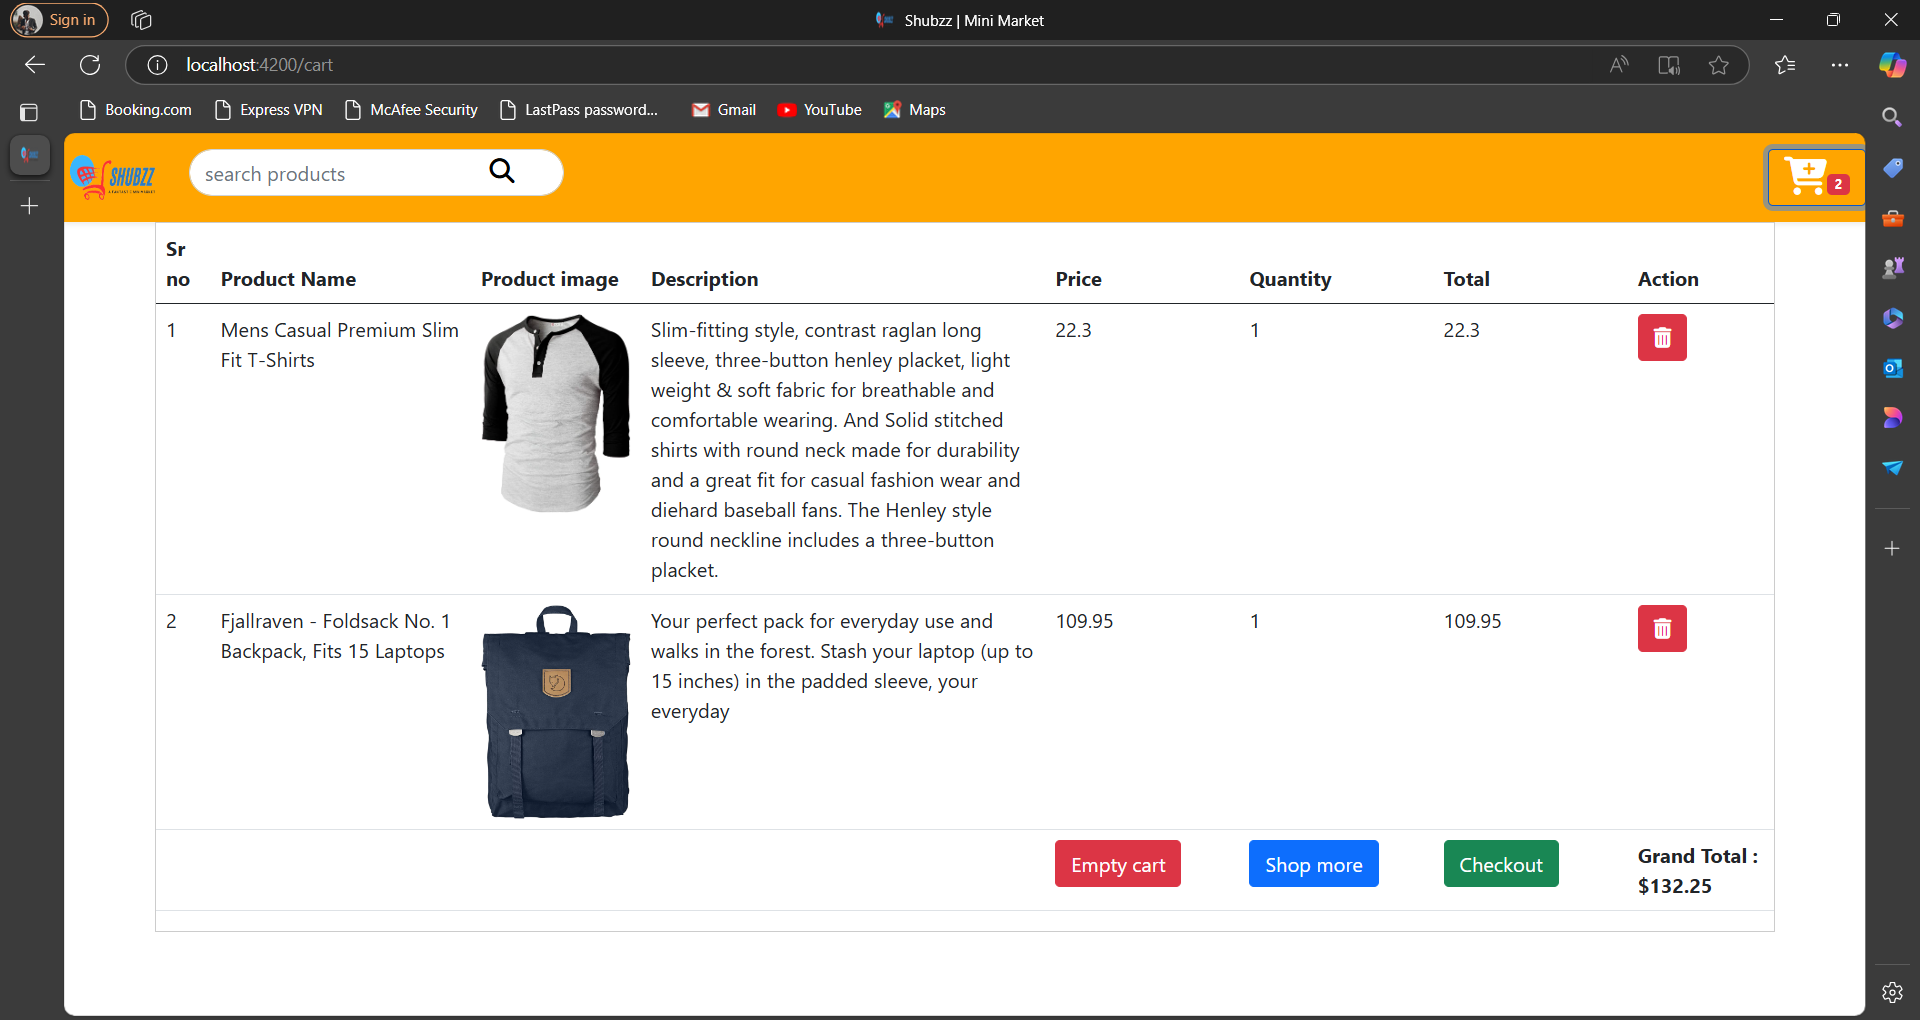 Sign in
Shubzz | Mini Market
localhost:4200/cart
Booking.com
Express VPN
McAfee Security
LastPass password...
Gmail
YouTube
Maps
SHUBZZ
search products
2
Sr no
Product Name
Product image
Description
Price
Quantity
Total
Action
1
Mens Casual Premium Slim
Fit T-Shirts
Slim-fitting style, contrast raglan long
sleeve, three-button henley placket, light
weight & soft fabric for breathable and
comfortable wearing. And Solid stitched
shirts with round neck made for durability
and a great fit for casual fashion wear and
diehard baseball fans. The Henley style
round neckline includes a three-button
placket.
22.3
1
22.3
2
Fjallraven - Foldsack No. 1
Backpack, Fits 15 Laptops
Your perfect pack for everyday use and
walks in the forest. Stash your laptop (up to
15 inches) in the padded sleeve, your
everyday
109.95
1
109.95
Empty cart
Shop more
Checkout
Grand Total :
$132.25